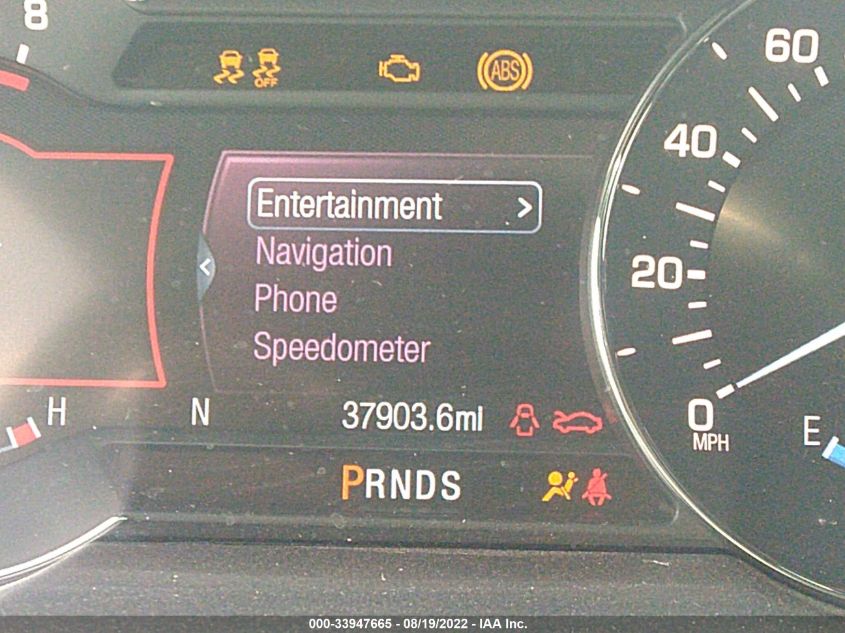 8
OFF
ABS
60
40
20
0
MPH
Entertainment >
<
Navigation
Phone
Speedometer
H
N
37903.6mi
E
PRNDS
000-33947665 - 08/19/2022 - IAA Inc.